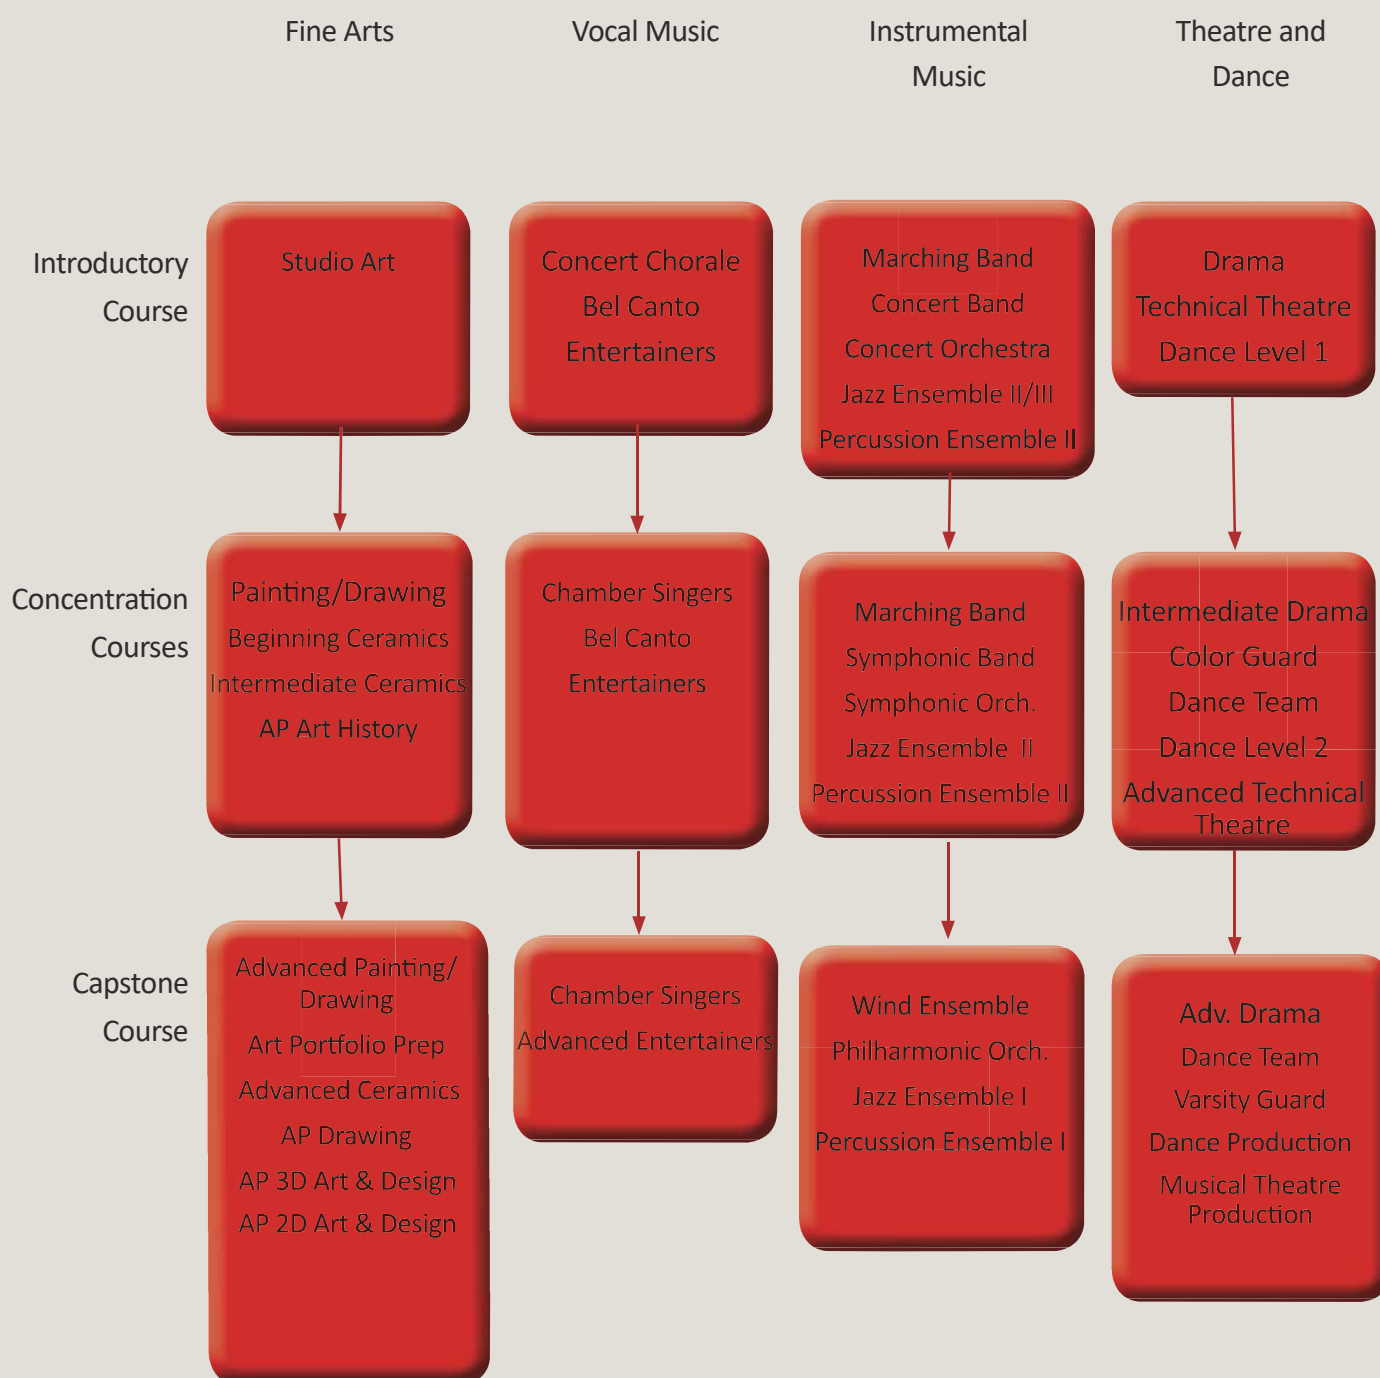 Fine Arts
Vocal Music
Instrumental
Music
Theatre and
Dance
Introductory
Course
Studio Art
Concert Chorale
Bel Canto
Entertainers
Marching Band
Concert Band
Concert Orchestra
Jazz Ensemble II/III
Percussion Ensemble II
Drama
Technical Theatre
Dance Level 1
Concentration
Courses
Painting/Drawing
Beginning Ceramics
Intermediate Ceramics
AP Art History
Chamber Singers
Bel Canto
Entertainers
Marching Band
Symphonic Band
Symphonic Orch.
Jazz Ensemble II
Percussion Ensemble II
Intermediate Drama
Color Guard
Dance Team
Dance Level 2
Advanced Technical
Theatre
Capstone
Course
Advanced Painting/
Drawing
Art Portfolio Prep
Advanced Ceramics
AP Drawing
AP 3D Art & Design
AP 2D Art & Design
Chamber Singers
Advanced Entertainers
Wind Ensemble
Philharmonic Orch.
Jazz Ensemble I
Percussion Ensemble I
Adv. Drama
Dance Team
Varsity Guard
Dance Production
Musical Theatre
Production